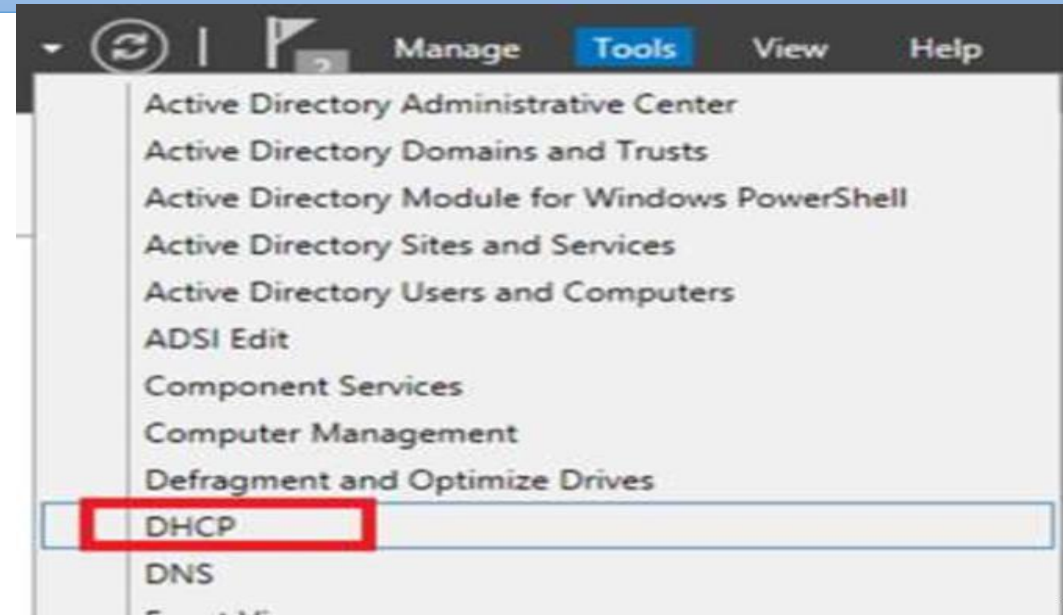 Manage Tools View Help
Active Directory Administrative Center
Active Directory Domains and Trusts
Active Directory Module for Windows PowerShell
Active Directory Sites and Services
Active Directory Users and Computers
ADSI Edit
Component Services
Computer Management
Defragment and Optimize Drives
DHCP
DNS